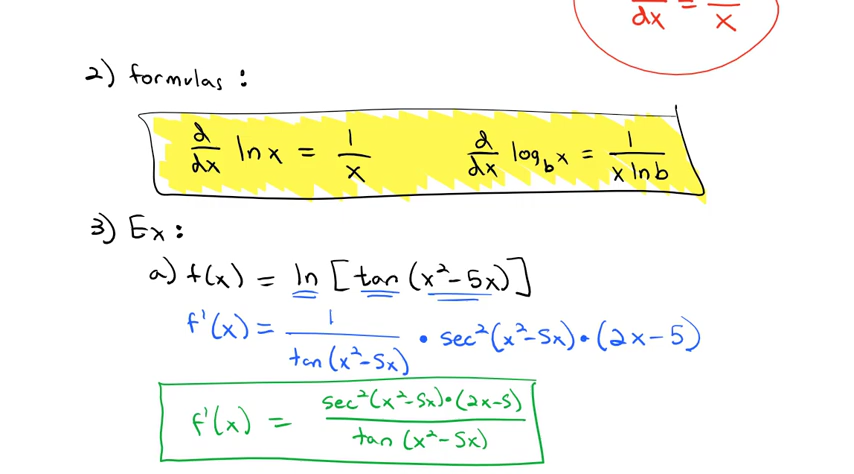 dx = x
2) formulas:
d/dx ln x = 1/x    d/dx log_b x = 1/(x ln b)
3) Ex:
a) f(x) = ln [tan (x² - 5x)]
f'(x) = 1/tan(x² - 5x) • sec²(x² - 5x) • (2x - 5)
f'(x) = sec²(x² - 5x) • (2x - 5)/tan (x² - 5x)